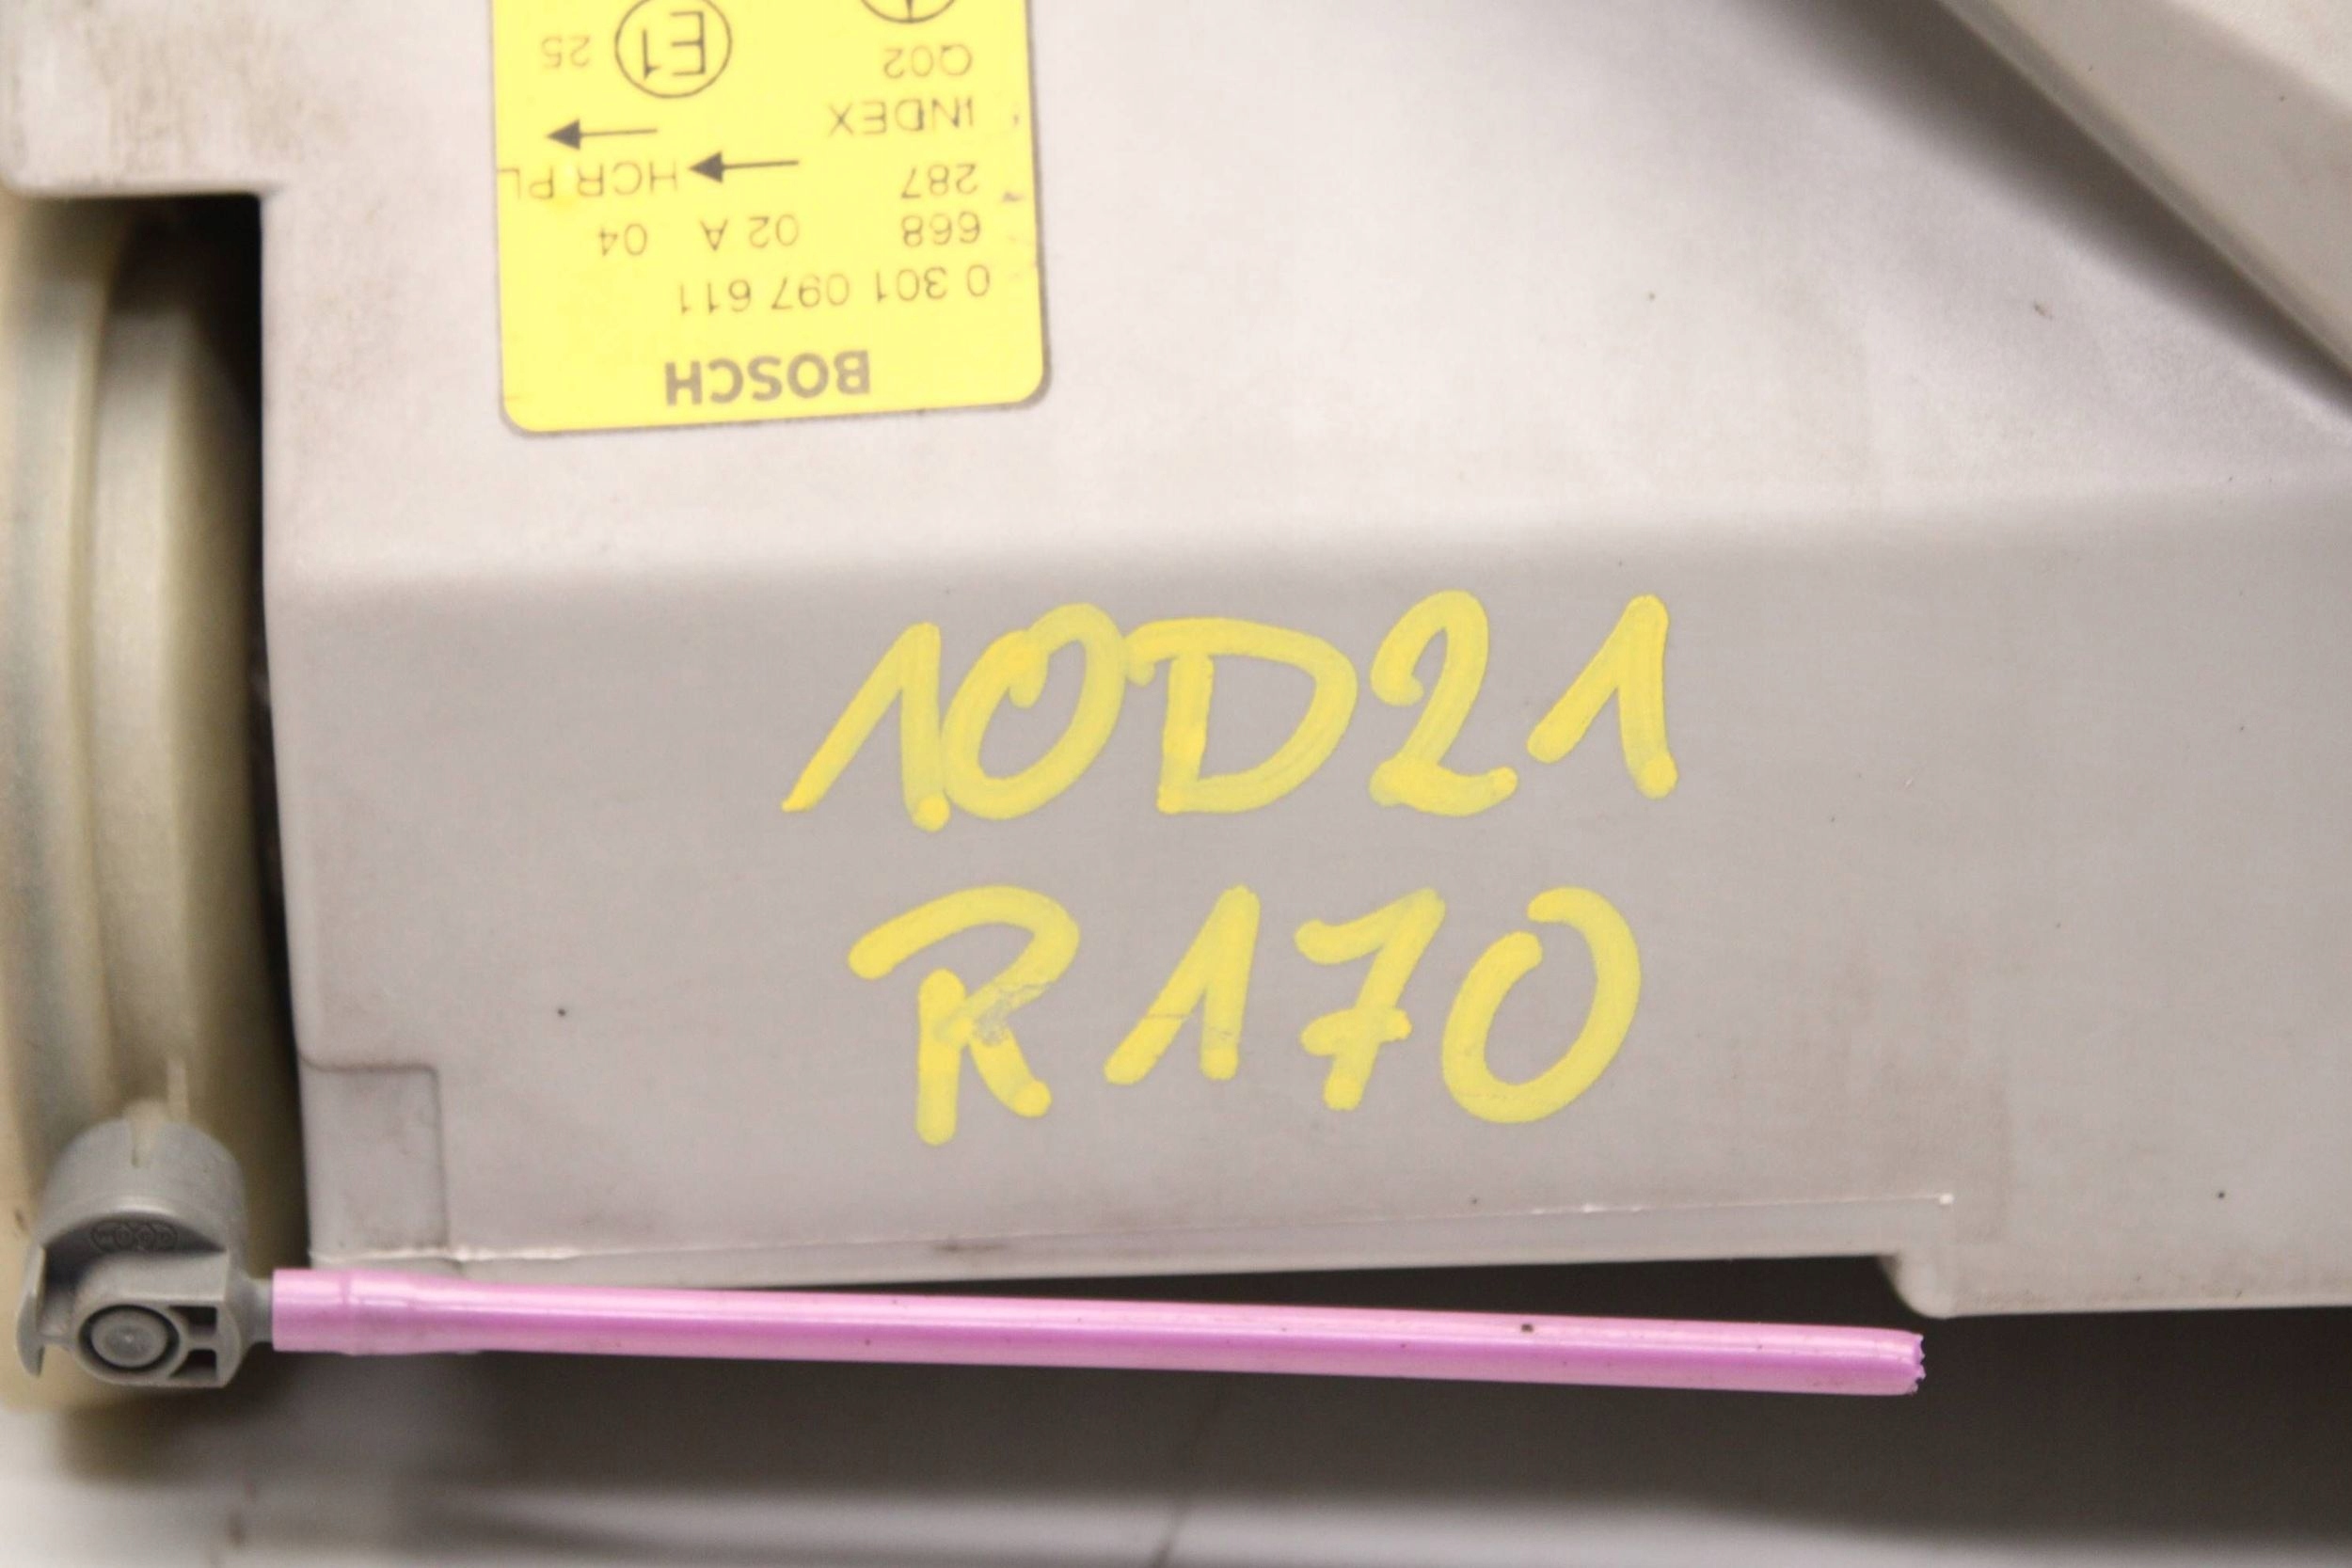 BOSCH
0 301 097 611
668 02 A 04
287 HCR PL
INDEX
Q02 E1 25
10D21
R170